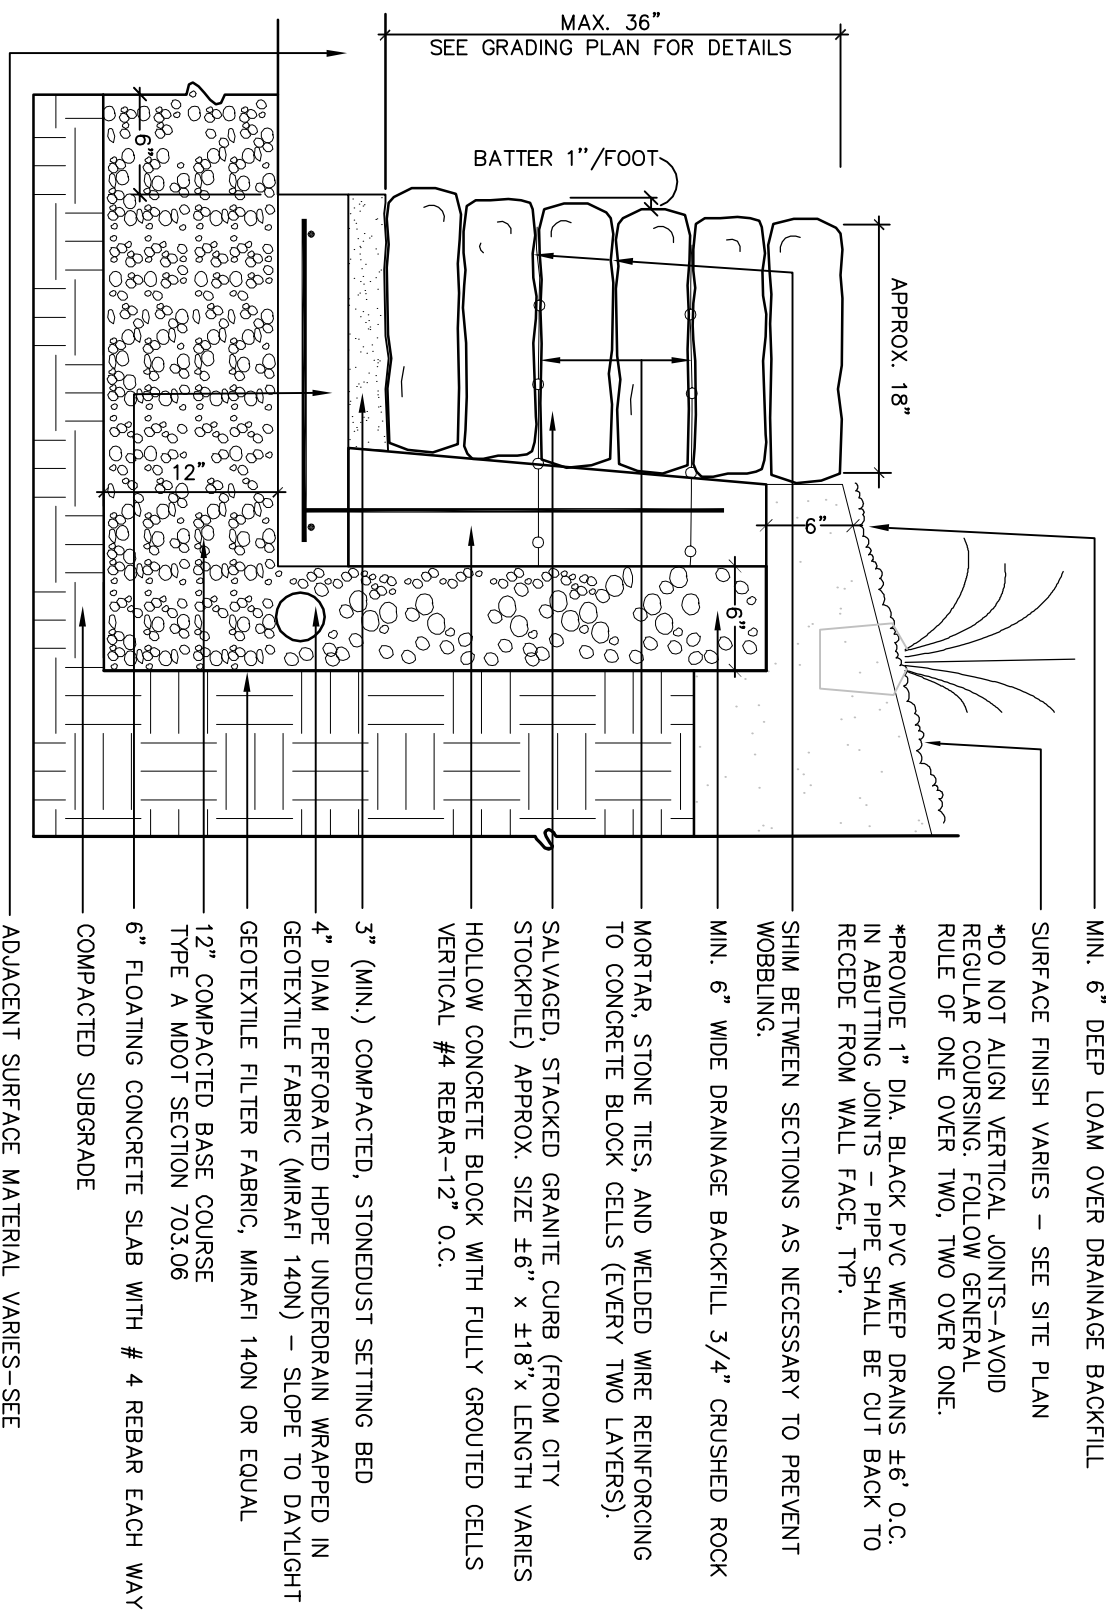 MAX. 36"
SEE GRADING PLAN FOR DETAILS
BATTER 1"/FOOT
APPROX. 18"
6"
12"
6"
6"
MIN. 6" DEEP LOAM OVER DRAINAGE BACKFILL
SURFACE FINISH VARIES – SEE SITE PLAN
*DO NOT ALIGN VERTICAL JOINTS–AVOID
REGULAR COURSING. FOLLOW GENERAL
RULE OF ONE OVER TWO, TWO OVER ONE.
*PROVIDE 1" DIA. BLACK PVC WEEP DRAINS ±6' O.C.
IN ABUTTING JOINTS – PIPE SHALL BE CUT BACK TO
RECEDE FROM WALL FACE, TYP.
SHIM BETWEEN SECTIONS AS NECESSARY TO PREVENT
WOBBLING.
MIN. 6" WIDE DRAINAGE BACKFILL 3/4" CRUSHED ROCK
MORTAR, STONE TIES, AND WELDED WIRE REINFORCING
TO CONCRETE BLOCK CELLS (EVERY TWO LAYERS).
SALVAGED, STACKED GRANITE CURB (FROM CITY
STOCKPILE) APPROX. SIZE ±6" x ±18"x LENGTH VARIES
HOLLOW CONCRETE BLOCK WITH FULLY GROUTED CELLS
VERTICAL #4 REBAR–12" O.C.
3" (MIN.) COMPACTED, STONEDUST SETTING BED
4" DIAM PERFORATED HDPE UNDERDRAIN WRAPPED IN
GEOTEXTILE FABRIC (MIRAFI 140N) – SLOPE TO DAYLIGHT
GEOTEXTILE FILTER FABRIC, MIRAFI 140N OR EQUAL
12" COMPACTED BASE COURSE
TYPE A MDOT SECTION 703.06
6" FLOATING CONCRETE SLAB WITH # 4 REBAR EACH WAY
COMPACTED SUBGRADE
ADJACENT SURFACE MATERIAL VARIES–SEE